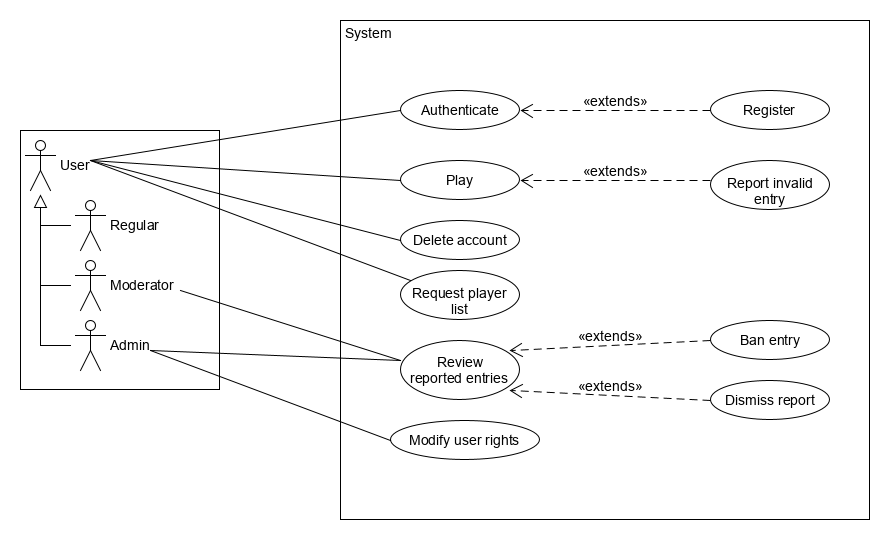 System
Authenticate
«extends»
Register
User
Play
«extends»
Report invalid
entry
Regular
Delete account
Moderator
Request player
list
Admin
Review
reported entries
«extends»
Ban entry
«extends»
Dismiss report
Modify user rights